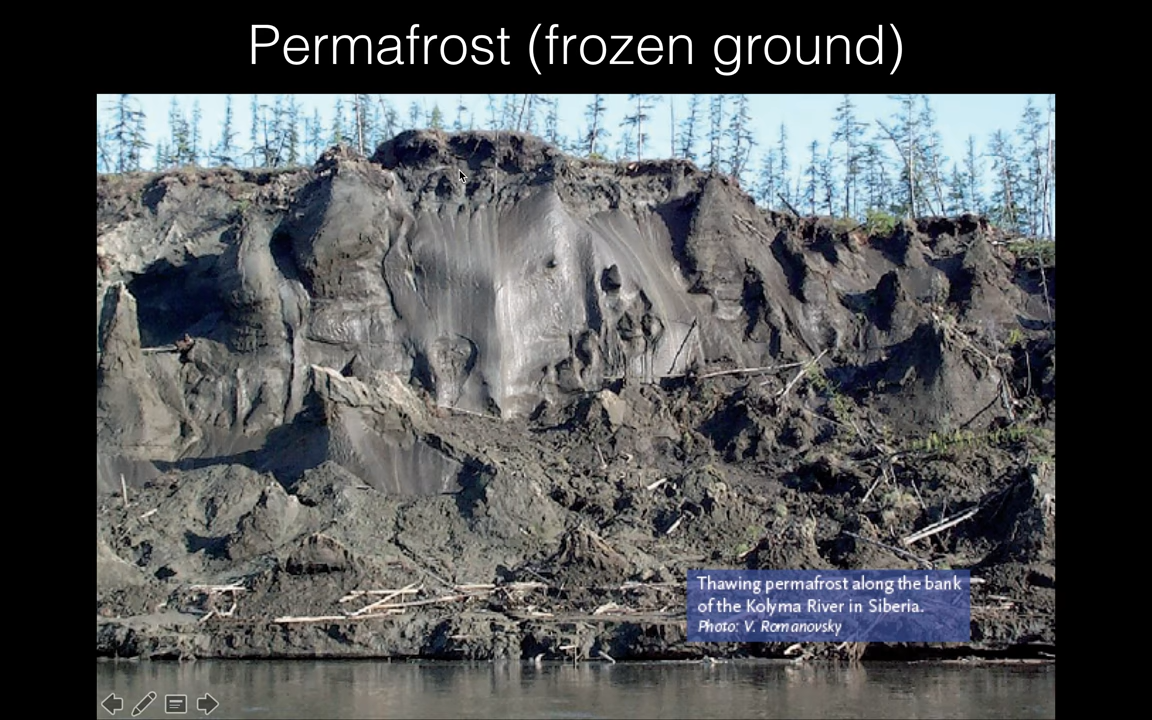 Permafrost (frozen ground)
Thawing permafrost along the bank
of the Kolyma River in Siberia.
Photo: V. Romanovsky